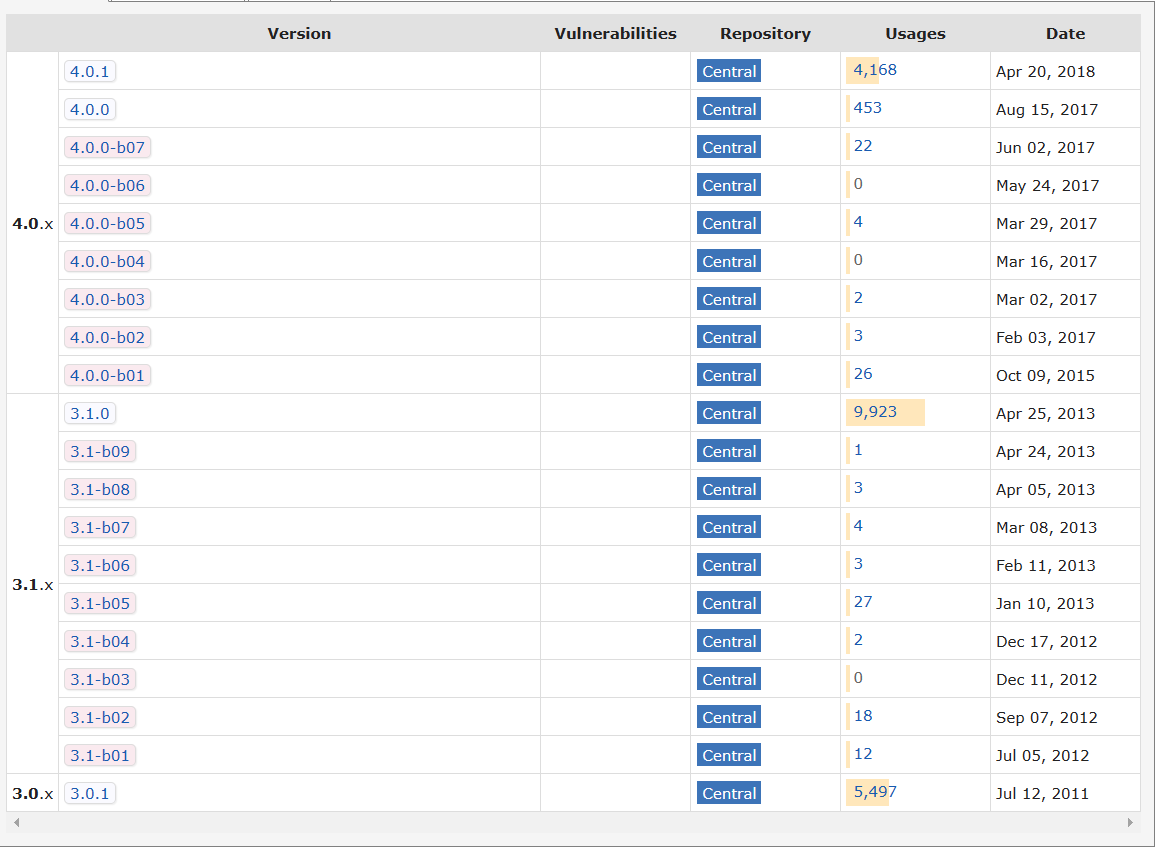 Version Vulnerabilities Repository Usages Date
4.0.1 Central 4,168 Apr 20, 2018
4.0.0 Central 453 Aug 15, 2017
4.0.0-b07 Central 22 Jun 02, 2017
4.0.0-b06 Central 0 May 24, 2017
4.0.x 4.0.0-b05 Central 4 Mar 29, 2017
4.0.0-b04 Central 0 Mar 16, 2017
4.0.0-b03 Central 2 Mar 02, 2017
4.0.0-b02 Central 3 Feb 03, 2017
4.0.0-b01 Central 26 Oct 09, 2015
3.1.0 Central 9,923 Apr 25, 2013
3.1-b09 Central 1 Apr 24, 2013
3.1-b08 Central 3 Apr 05, 2013
3.1-b07 Central 4 Mar 08, 2013
3.1-b06 Central 3 Feb 11, 2013
3.1.x
3.1-b05 Central 27 Jan 10, 2013
3.1-b04 Central 2 Dec 17, 2012
3.1-b03 Central 0 Dec 11, 2012
3.1-b02 Central 18 Sep 07, 2012
3.1-b01 Central 12 Jul 05, 2012
3.0.x 3.0.1 Central 5,497 Jul 12, 2011